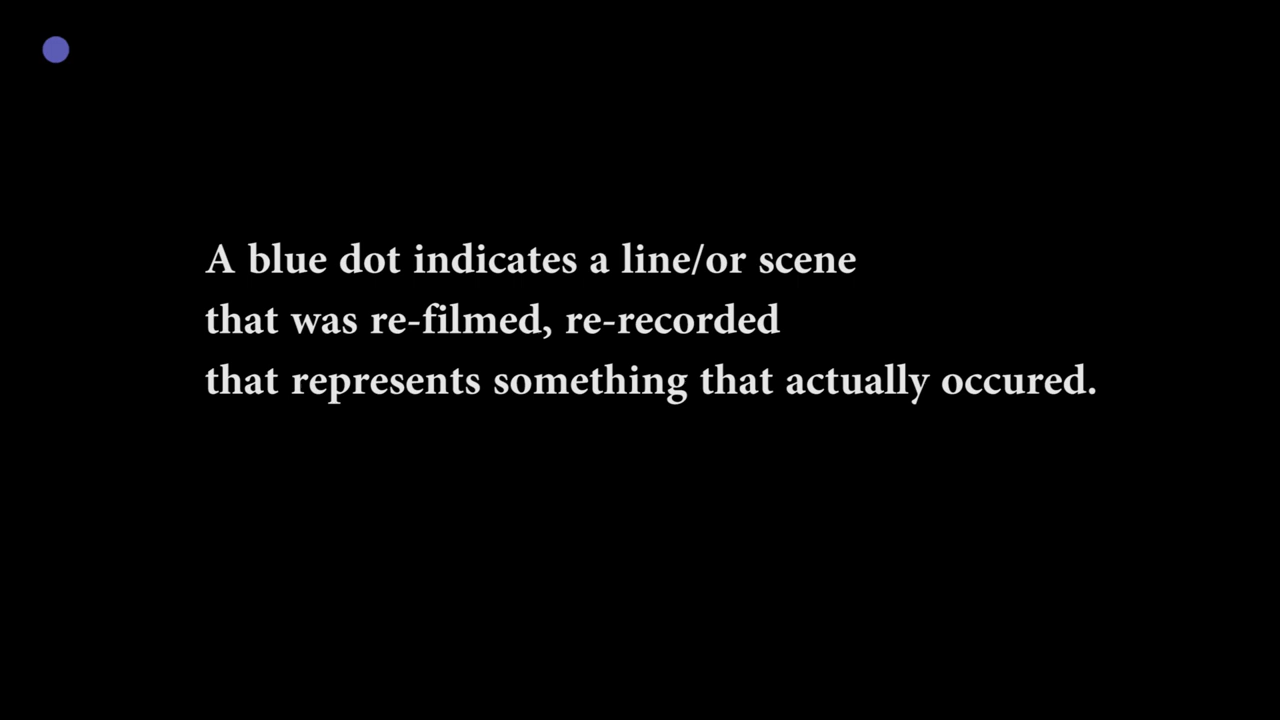 A blue dot indicates a line/or scene
that was re-filmed, re-recorded
that represents something that actually occured.